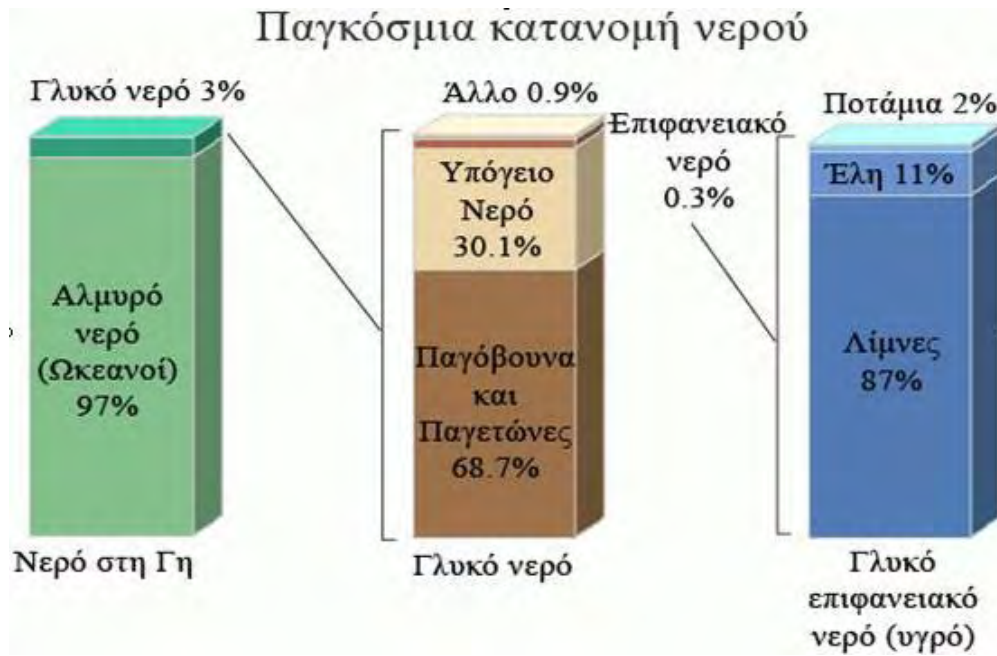 Παγκόσμια κατανομή νερού
Γλυκό νερό 3%
Αλμυρό
νερό
(Ωκεανοί)
97%
Νερό στη Γη
Άλλο 0.9%
Υπόγειο
Νερό
30.1%
Παγόβουνα
και
Παγετώνες
68.7%
Γλυκό νερό
Επιφανειακό
νερό
0.3%
Ποτάμια 2%
Έλη 11%
Λίμνες
87%
Γλυκό
επιφανειακό
νερό (υγρό)